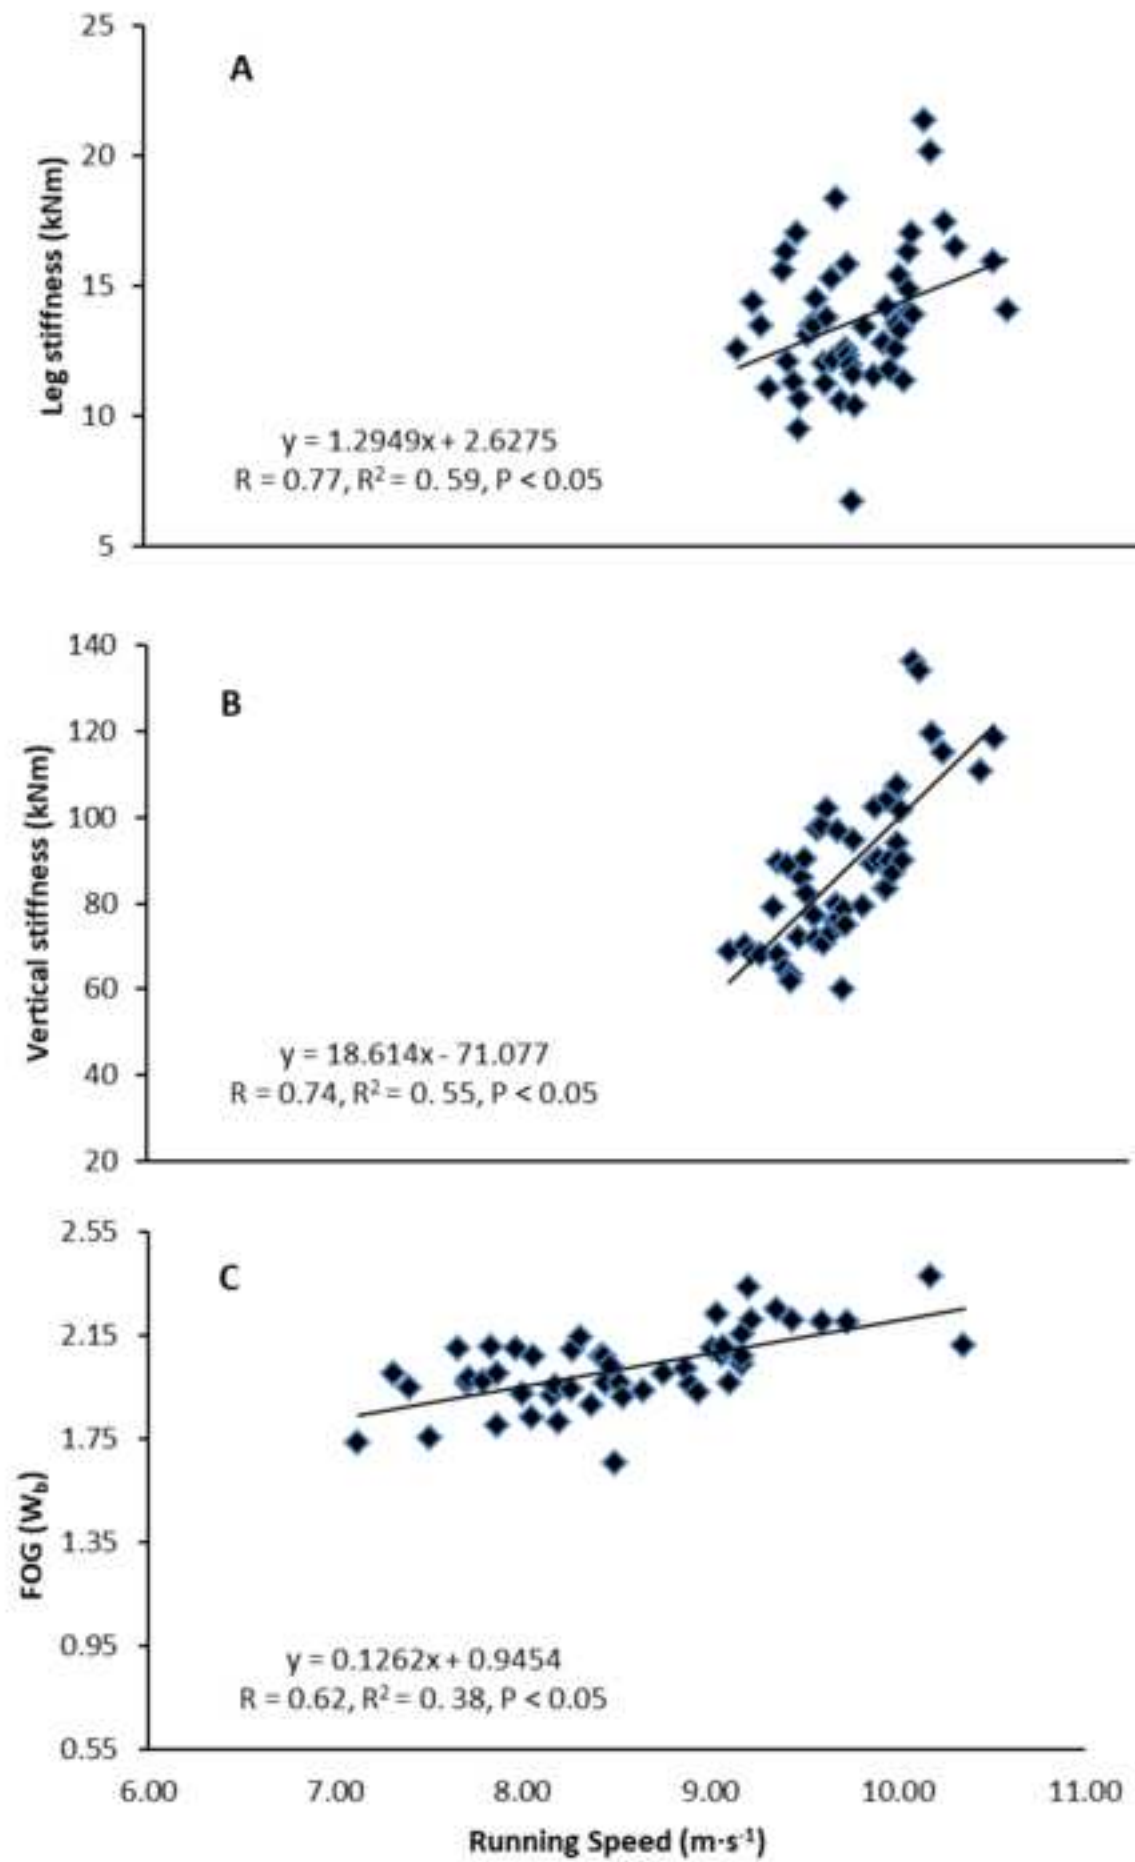 25
A
20
15
10
5
Leg stiffness (kNm)
y = 1.2949x + 2.6275
R = 0.77, R² = 0. 59, P < 0.05
140
B
120
100
80
60
40
20
Vertical stiffness (kNm)
y = 18.614x - 71.077
R = 0.74, R² = 0. 55, P < 0.05
2.55
C
2.15
1.75
1.35
0.95
0.55
FOG (Wb)
y = 0.1262x + 0.9454
R = 0.62, R² = 0. 38, P < 0.05
6.00 7.00 8.00 9.00 10.00 11.00
Running Speed (m·s⁻¹)